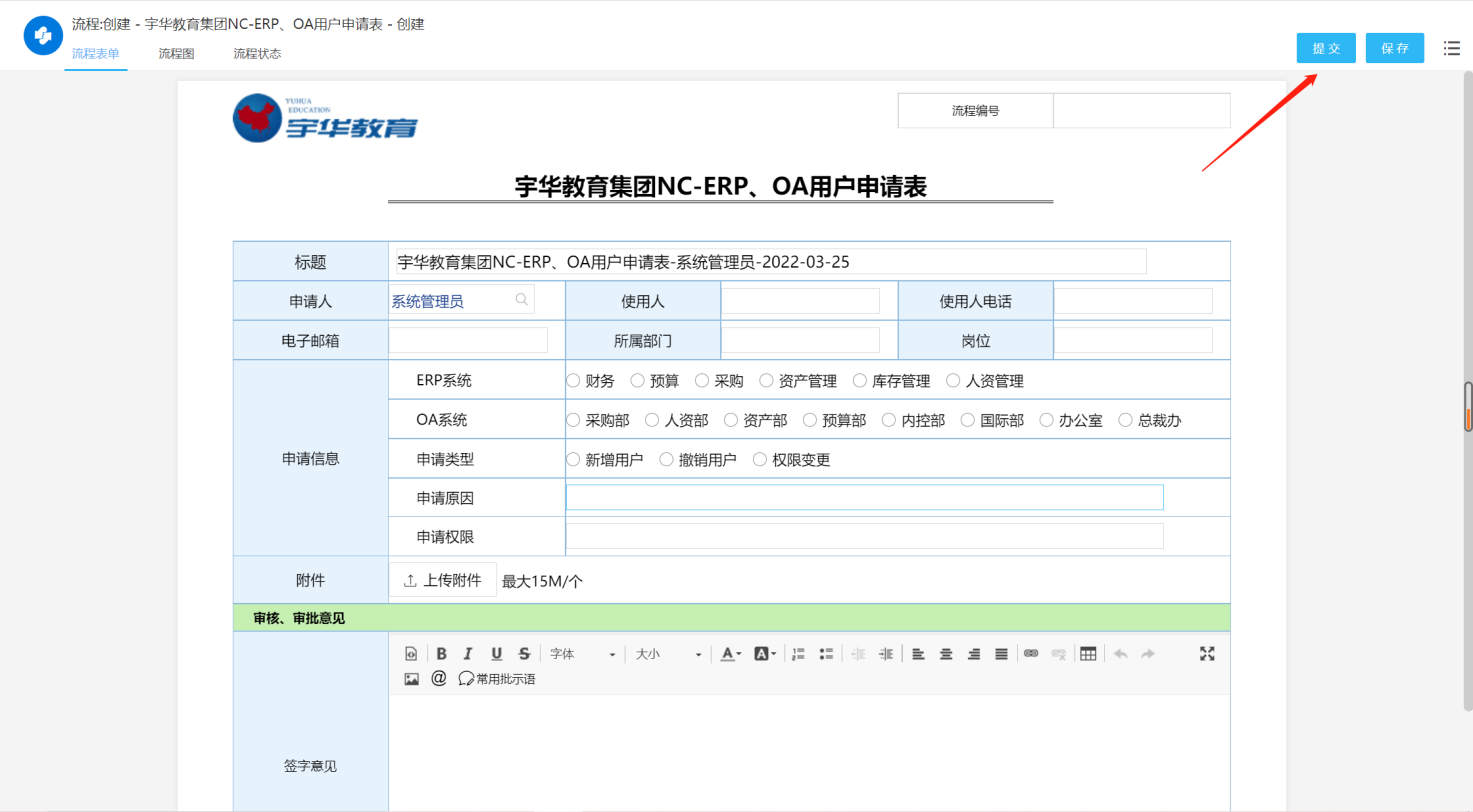 流程:创建 - 宇华教育集团NC-ERP、OA用户申请表 - 创建
流程表单 流程图 流程状态
提 交 保 存
YUHUA
EDUCATION
宇华教育
流程编号
宇华教育集团NC-ERP、OA用户申请表
标题 宇华教育集团NC-ERP、OA用户申请表-系统管理员-2022-03-25
申请人 系统管理员 使用人 使用人电话
电子邮箱 所属部门 岗位
申请信息
ERP系统 财务 预算 采购 资产管理 库存管理 人资管理
OA系统 采购部 人资部 资产部 预算部 内控部 国际部 办公室 总裁办
申请类型 新增用户 撤销用户 权限变更
申请原因
申请权限
附件 上传附件 最大15M/个
审核、审批意见
B I U S 字体 大小 A A
@ 常用批示语
签字意见